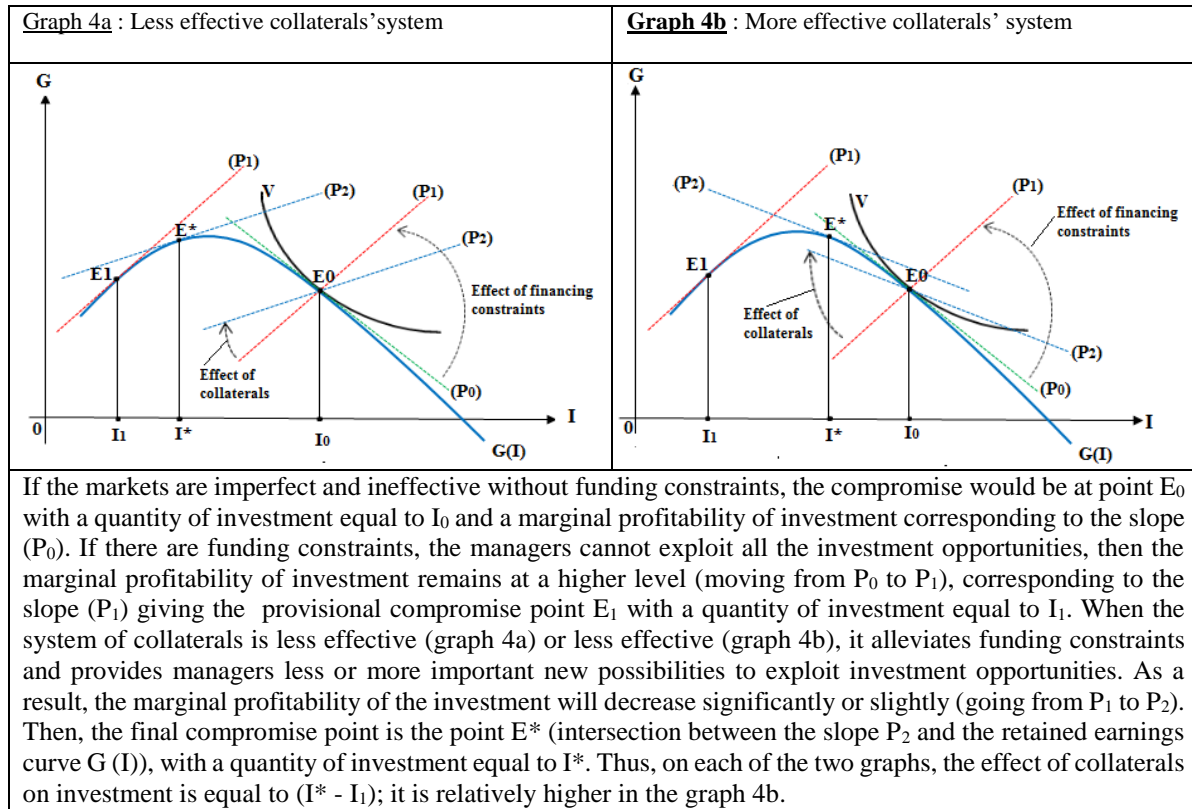 Graph 4a : Less effective collaterals'system
Graph 4b : More effective collaterals' system
G
(P1)
V
(P2)
(P1)
E*
(P2)
E1
E0
Effect of financing
constraints
Effect of
collaterals
(P0)
0
I1
I*
I0
I
G(I)
G
(P1)
(P2)
V
(P1)
E*
Effect of financing
constraints
E1
E0
Effect of
collaterals
(P2)
(P0)
0
I1
I*
I0
I
G(I)
If the markets are imperfect and ineffective without funding constraints, the compromise would be at point E0
with a quantity of investment equal to I0 and a marginal profitability of investment corresponding to the slope
(P0). If there are funding constraints, the managers cannot exploit all the investment opportunities, then the
marginal profitability of investment remains at a higher level (moving from P0 to P1), corresponding to the
slope (P1) giving the provisional compromise point E1 with a quantity of investment equal to I1. When the
system of collaterals is less effective (graph 4a) or less effective (graph 4b), it alleviates funding constraints
and provides managers less or more important new possibilities to exploit investment opportunities. As a
result, the marginal profitability of the investment will decrease significantly or slightly (going from P1 to P2).
Then, the final compromise point is the point E* (intersection between the slope P2 and the retained earnings
curve G (I)), with a quantity of investment equal to I*. Thus, on each of the two graphs, the effect of collaterals
on investment is equal to (I* - I1); it is relatively higher in the graph 4b.